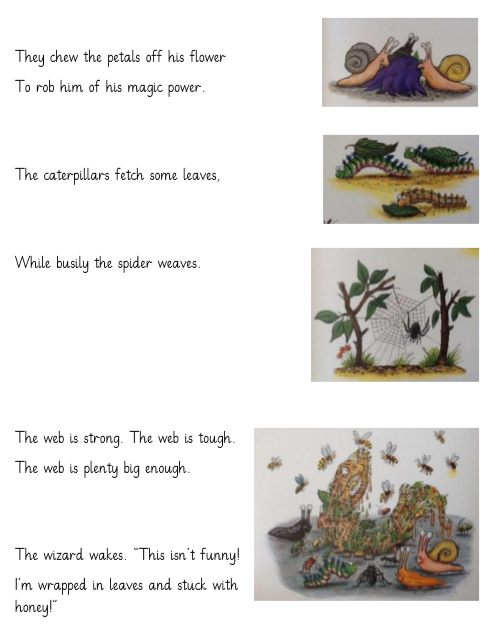 They chew the petals off his flower
To rob him of his magic power.
The caterpillars fetch some leaves,
While busily the spider weaves.
The web is strong. The web is tough.
The web is plenty big enough.
The wizard wakes. "This isn't funny!
I'm wrapped in leaves and stuck with
honey!"